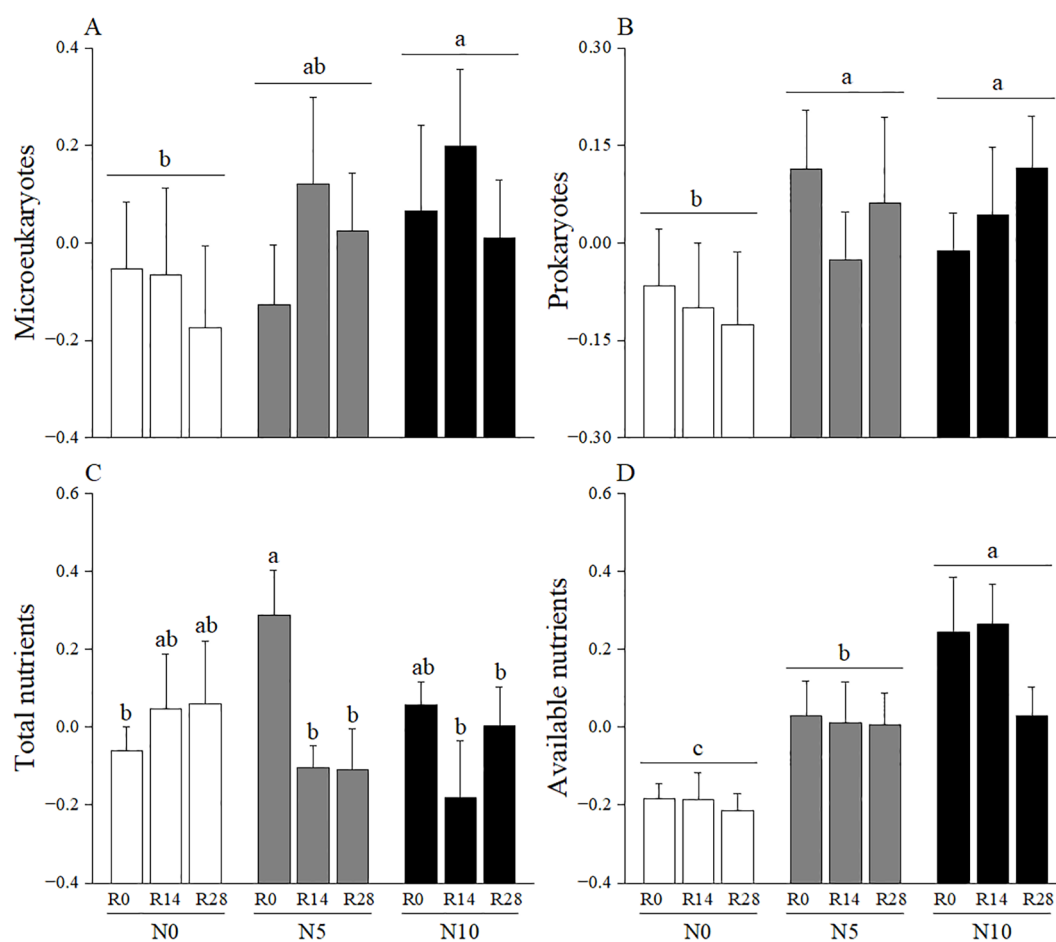 A
Microeukaryotes
0.4
0.2
0.0
−0.2
−0.4
b
ab
a
B
Prokaryotes
0.30
0.15
0.00
−0.15
−0.30
b
a
a
C
Total nutrients
0.6
0.4
0.2
0.0
−0.2
−0.4
b ab ab a b b ab b b
R0 R14 R28 R0 R14 R28 R0 R14 R28
N0 N5 N10
D
Available nutrients
0.6
0.4
0.2
0.0
−0.2
−0.4
c
b
a
R0 R14 R28 R0 R14 R28 R0 R14 R28
N0 N5 N10